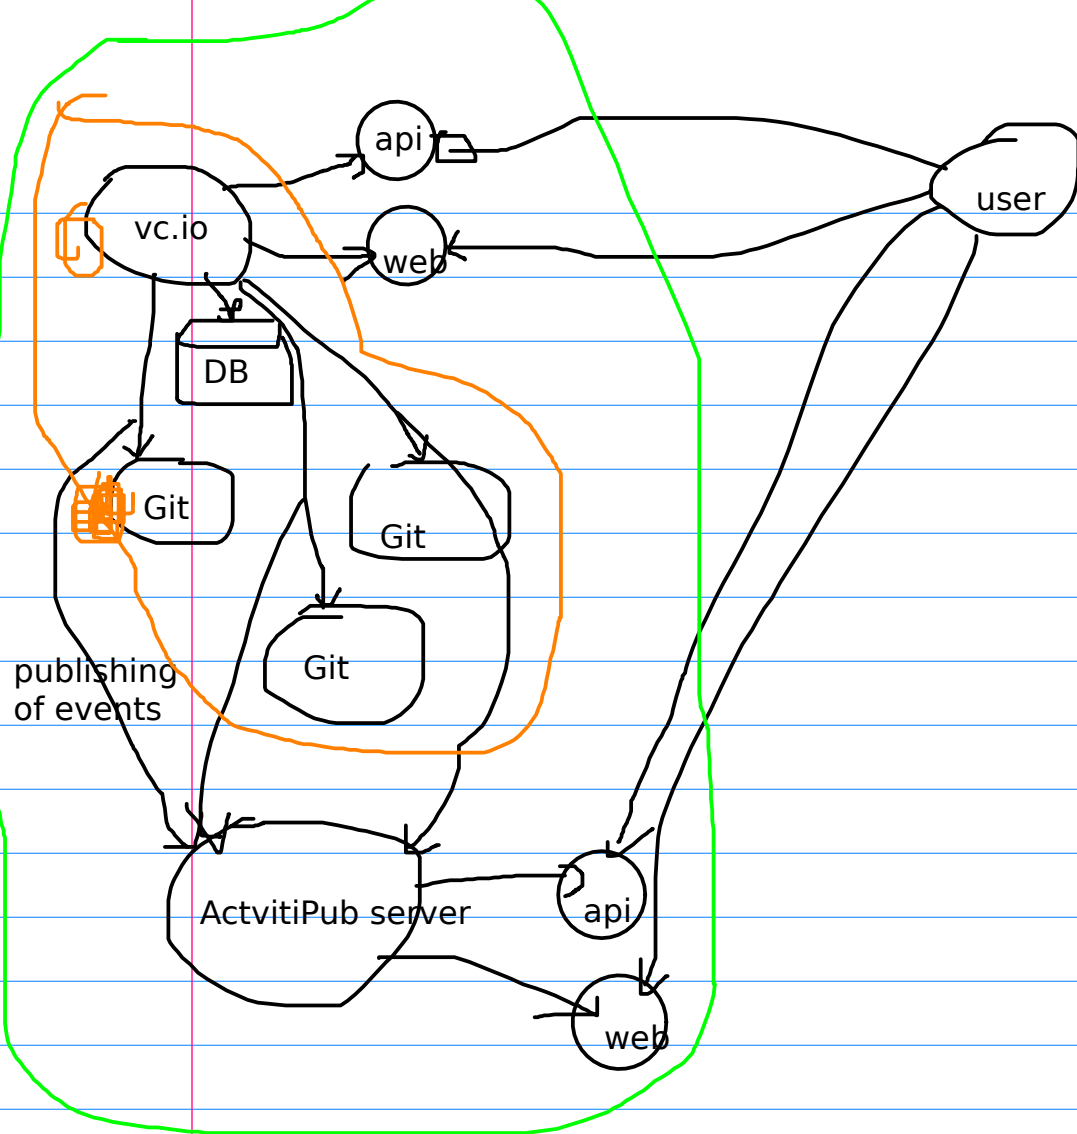 api
user
vc.io
web
DB
Git
Git
Git
publishing
of events
ActvitiPub server
api
web